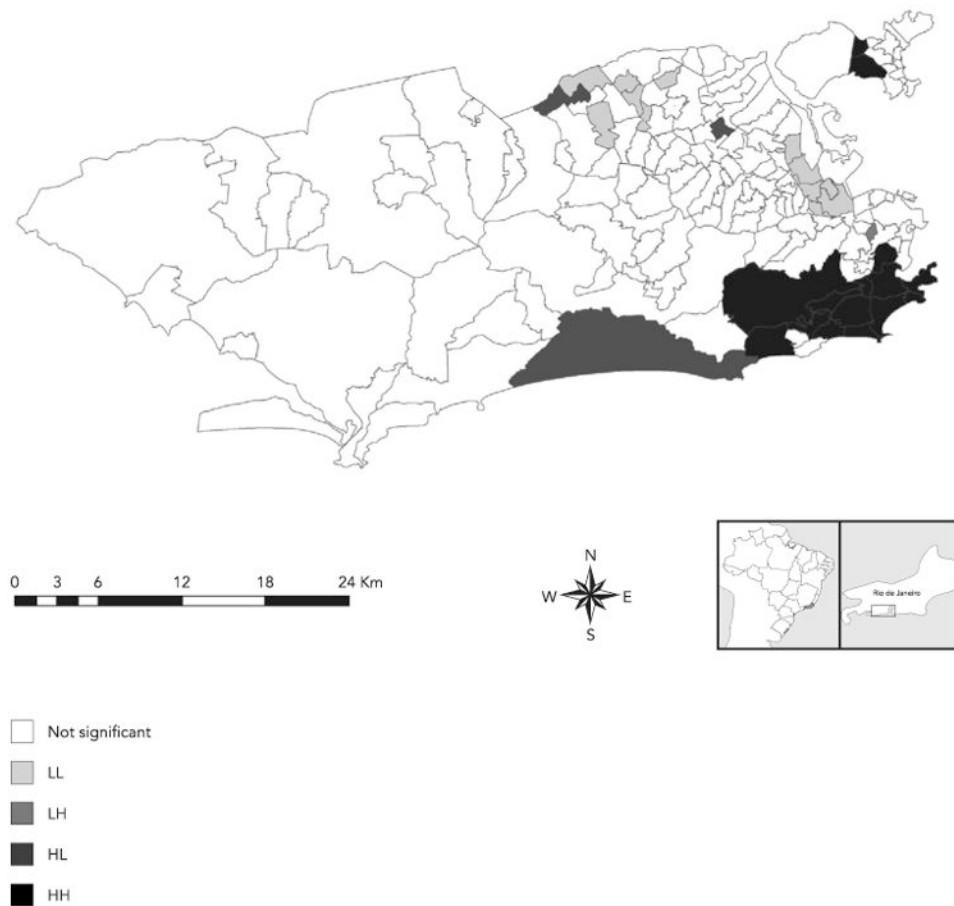 0 3 6 12 18 24 Km
N
W E
S
Rio de Janeiro
Not significant
LL
LH
HL
HH